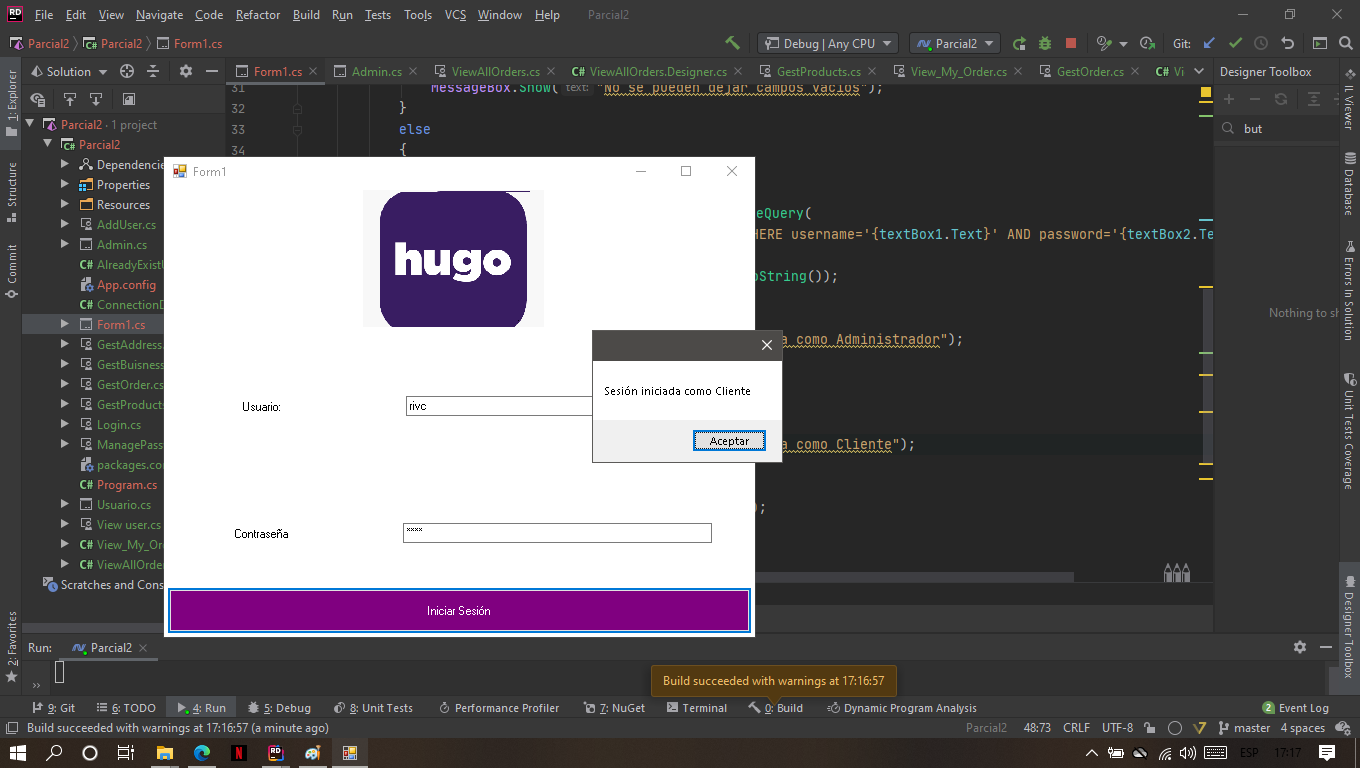 RD File Edit View Navigate Code Refactor Build Run Tests Tools VCS Window Help Parcial2
Parcial2 Parcial2 Form1.cs Debug | Any CPU Parcial2 Git:
Solution Form1.cs Admin.cs ViewAllOrders.cs ViewAllOrders.Designer.cs GestProducts.cs View_My_Order.cs GestOrder.cs Vi Designer Toolbox
1: Explorer
Structure
Commit
2: Favorites
Parcial2 · 1 project
Parcial2
Dependencie
Properties
Resources
AddUser.cs
Admin.cs
AlreadyExistU
App.config
ConnectionD
Form1.cs
GestAddress.
GestBuisness
GestOrder.cs
GestProducts
Login.cs
ManagePass
packages.co
Program.cs
Usuario.cs
View user.cs
View_My_Or
ViewAllOrde
Scratches and Cons
31 MessageBox.Show( text: "No se pueden dejar campos vacios");
32 }
33 else
34 {
eQuery(
HERE username='{textBox1.Text}' AND password='{textBox2.Te
oString());
a como Administrador");
a como Cliente");
);
Form1
hugo
Usuario:
rivc
Contraseña
****
Iniciar Sesión
Sesión iniciada como Cliente
Aceptar
but
Nothing to sh
IL Viewer
Database
Errors In Solution
Unit Tests Coverage
Designer Toolbox
Run: Parcial2
Build succeeded with warnings at 17:16:57
9: Git 6: TODO 4: Run 5: Debug 8: Unit Tests Performance Profiler 7: NuGet Terminal 0: Build Dynamic Program Analysis 2 Event Log
Build succeeded with warnings at 17:16:57 (a minute ago) Parcial2 48:73 CRLF UTF-8 master 4 spaces
N RD ESP 17:17